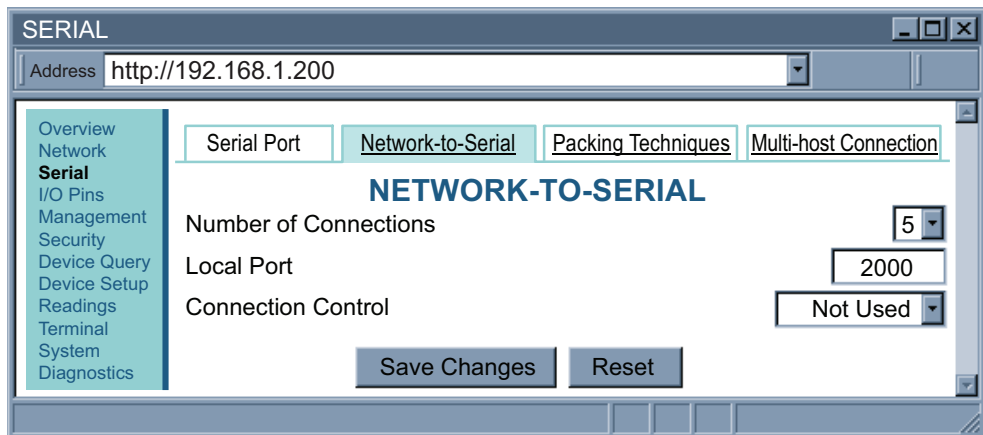 SERIAL
Address http://192.168.1.200
Overview
Network
Serial
I/O Pins
Management
Security
Device Query
Device Setup
Readings
Terminal
System
Diagnostics
Serial Port Network-to-Serial Packing Techniques Multi-host Connection
NETWORK-TO-SERIAL
Number of Connections 5
Local Port 2000
Connection Control Not Used
Save Changes Reset